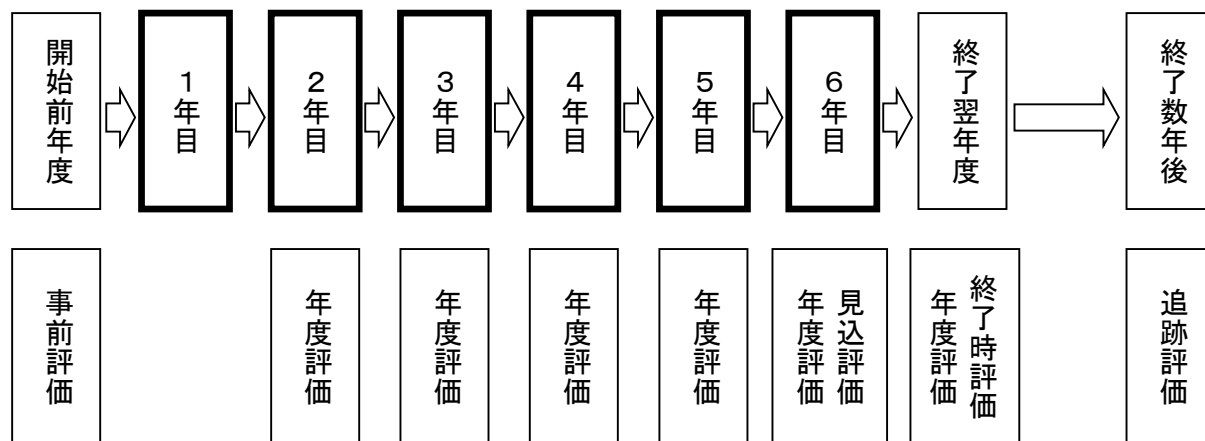 開始前年度
１年目
２年目
３年目
４年目
５年目
６年目
終了翌年度
終了数年後
事前評価
年度評価
年度評価
年度評価
年度評価
見込評価
年度評価
終了時評価
年度評価
追跡評価